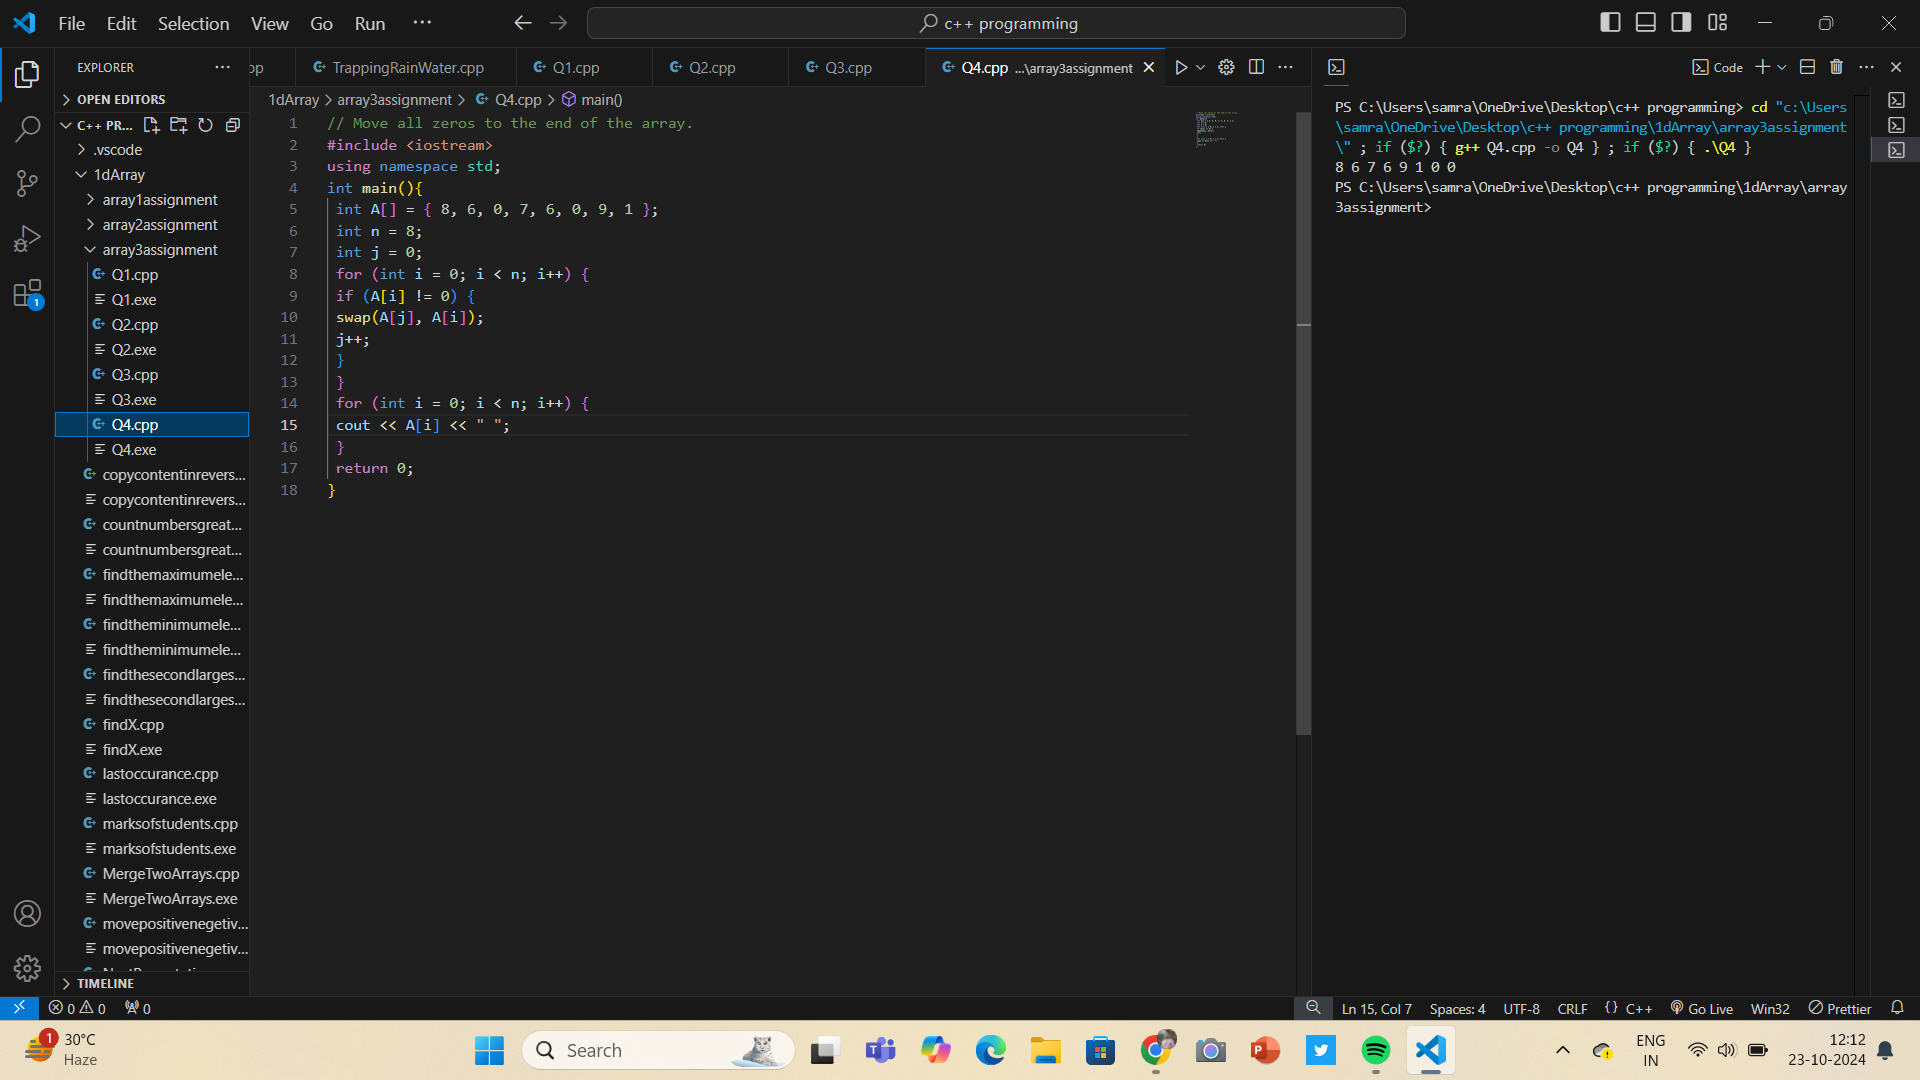 File Edit Selection View Go Run ···
c++ programming
EXPLORER
OPEN EDITORS
C++ PR...
.vscode
1dArray
array1assignment
array2assignment
array3assignment
Q1.cpp
Q1.exe
Q2.cpp
Q2.exe
Q3.cpp
Q3.exe
Q4.cpp
Q4.exe
copycontentinrevers...
copycontentinrevers...
countnumbersgreat...
countnumbersgreat...
findthemaximumele...
findthemaximumele...
findtheminimumele...
findtheminimumele...
findthesecondlarges...
findthesecondlarges...
findX.cpp
findX.exe
lastoccurance.cpp
lastoccurance.exe
marksofstudents.cpp
marksofstudents.exe
MergeTwoArrays.cpp
MergeTwoArrays.exe
movepositivenegetiv...
movepositivenegetiv...
TIMELINE
pp TrappingRainWater.cpp Q1.cpp Q2.cpp Q3.cpp Q4.cpp ...\array3assignment
1dArray > array3assignment > Q4.cpp > main()
1 // Move all zeros to the end of the array.
2 #include <iostream>
3 using namespace std;
4 int main(){
5 int A[] = { 8, 6, 0, 7, 6, 0, 9, 1 };
6 int n = 8;
7 int j = 0;
8 for (int i = 0; i < n; i++) {
9 if (A[i] != 0) {
10 swap(A[j], A[i]);
11 j++;
12 }
13 }
14 for (int i = 0; i < n; i++) {
15 cout << A[i] << " ";
16 }
17 return 0;
18 }
Code
PS C:\Users\samra\OneDrive\Desktop\c++ programming> cd "c:\Users
\samra\OneDrive\Desktop\c++ programming\1dArray\array3assignment
\" ; if ($?) { g++ Q4.cpp -o Q4 } ; if ($?) { .\Q4 }
8 6 7 6 9 1 0 0
PS C:\Users\samra\OneDrive\Desktop\c++ programming\1dArray\array
3assignment>
1
0 0 0
Ln 15, Col 7 Spaces: 4 UTF-8 CRLF {} C++ Go Live Win32 Prettier
1
30°C
Haze
Search
ENG
IN
12:12
23-10-2024